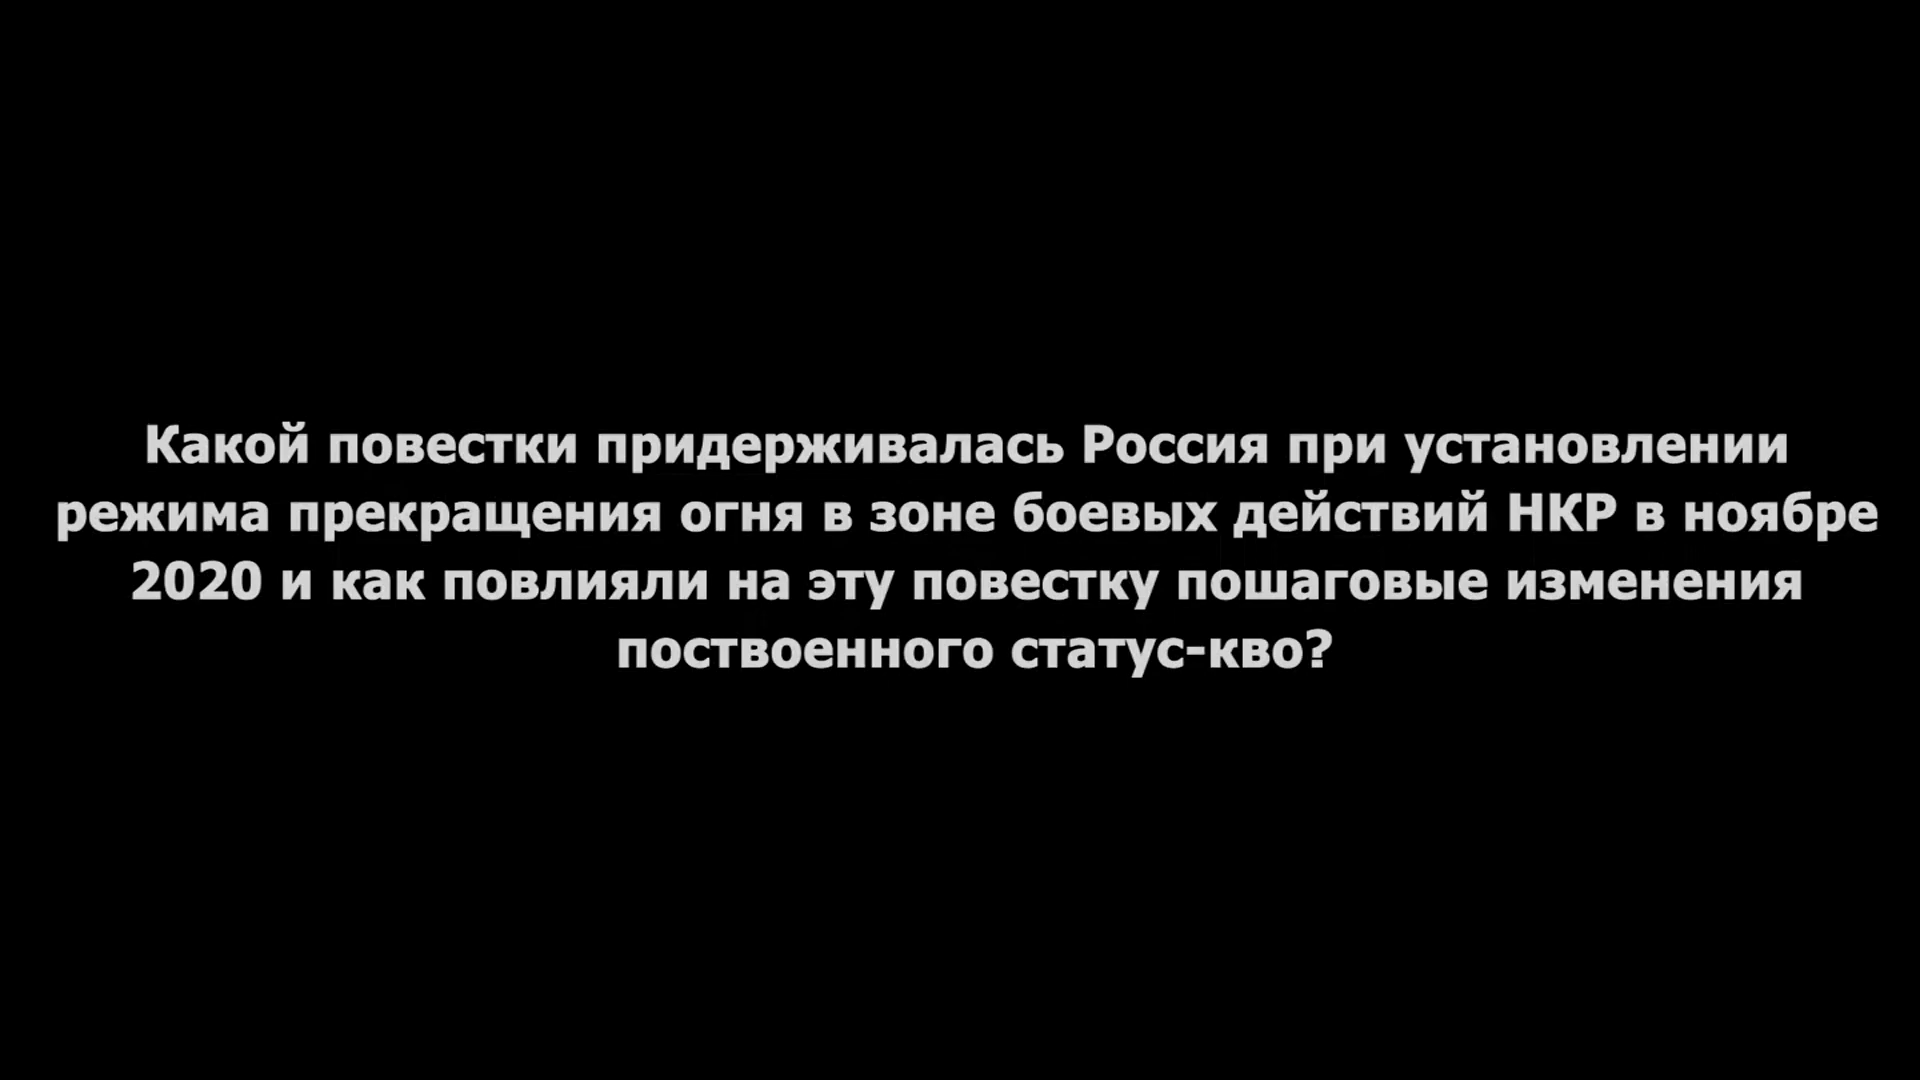 Какой повестки придерживалась Россия при установлении
режима прекращения огня в зоне боевых действий НКР в ноябре
2020 и как повлияли на эту повестку пошаговые изменения
поствоенного статус-кво?